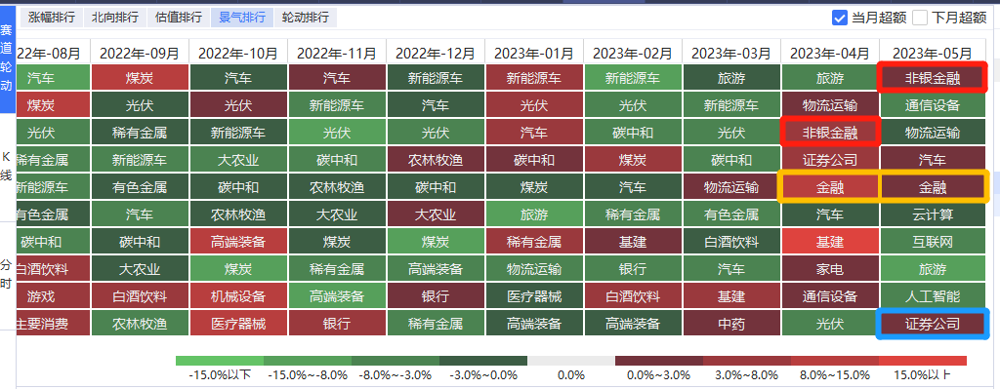 涨幅排行 北向排行 估值排行 景气排行 轮动排行 当月超额 下月超额
赛道轮动
K线
分时
22年-08月 2022年-09月 2022年-10月 2022年-11月 2022年-12月 2023年-01月 2023年-02月 2023年-03月 2023年-04月 2023年-05月
汽车 煤炭 汽车 汽车 新能源车 新能源车 新能源车 旅游 旅游 非银金融
煤炭 光伏 光伏 新能源车 汽车 光伏 光伏 新能源车 物流运输 通信设备
光伏 稀有金属 新能源车 光伏 光伏 汽车 碳中和 光伏 非银金融 物流运输
稀有金属 新能源车 大农业 碳中和 农林牧渔 碳中和 煤炭 碳中和 证券公司 汽车
新能源车 有色金属 碳中和 农林牧渔 碳中和 煤炭 汽车 物流运输 金融 金融
有色金属 汽车 农林牧渔 大农业 大农业 旅游 稀有金属 有色金属 汽车 云计算
碳中和 碳中和 高端装备 煤炭 煤炭 稀有金属 基建 白酒饮料 基建 互联网
白酒饮料 大农业 煤炭 稀有金属 高端装备 物流运输 银行 汽车 家电 旅游
游戏 白酒饮料 机械设备 高端装备 银行 医疗器械 白酒饮料 基建 通信设备 人工智能
主要消费 农林牧渔 医疗器械 银行 稀有金属 高端装备 高端装备 中药 光伏 证券公司
-15.0%以下 -15.0%~-8.0% -8.0%~-3.0% -3.0%~0.0% 0.0% 0.0%~3.0% 3.0%~8.0% 8.0%~15.0% 15.0%以上